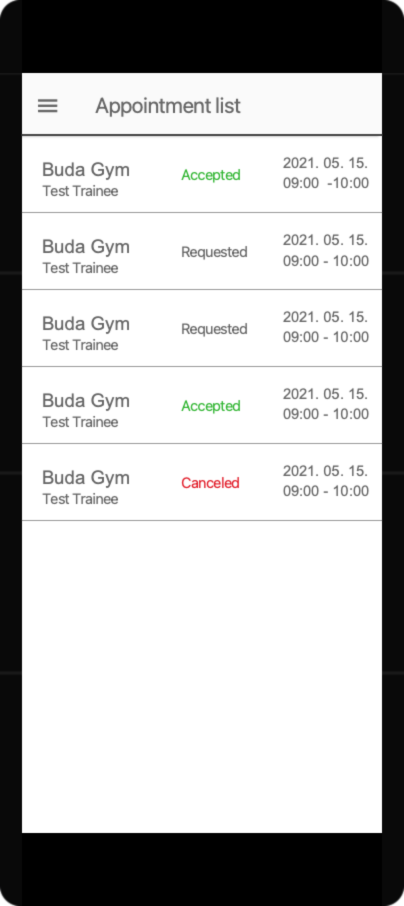 Appointment list
Buda Gym
Test Trainee
Accepted
2021. 05. 15.
09:00  -10:00
Buda Gym
Test Trainee
Requested
2021. 05. 15.
09:00 - 10:00
Buda Gym
Test Trainee
Requested
2021. 05. 15.
09:00 - 10:00
Buda Gym
Test Trainee
Accepted
2021. 05. 15.
09:00 - 10:00
Buda Gym
Test Trainee
Canceled
2021. 05. 15.
09:00 - 10:00